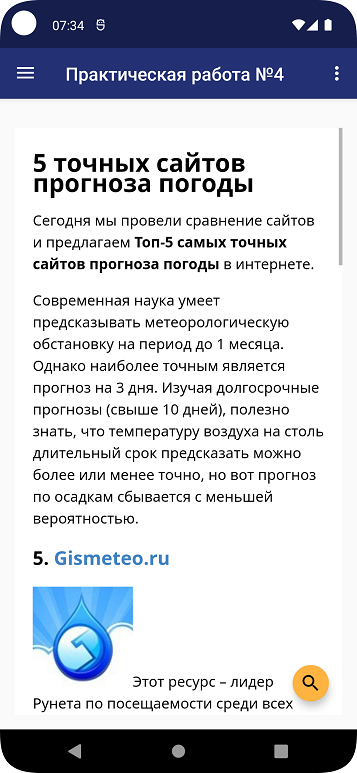 07:34
Практическая работа №4
5 точных сайтов
прогноза погоды
Сегодня мы провели сравнение сайтов
и предлагаем Топ-5 самых точных
сайтов прогноза погоды в интернете.
Современная наука умеет
предсказывать метеорологическую
обстановку на период до 1 месяца.
Однако наиболее точным является
прогноз на 3 дня. Изучая долгосрочные
прогнозы (свыше 10 дней), полезно
знать, что температуру воздуха на столь
длительный срок предсказать можно
более или менее точно, но вот прогноз
по осадкам сбывается с меньшей
вероятностью.
5. Gismeteo.ru
Этот ресурс – лидер
Рунета по посещаемости среди всех